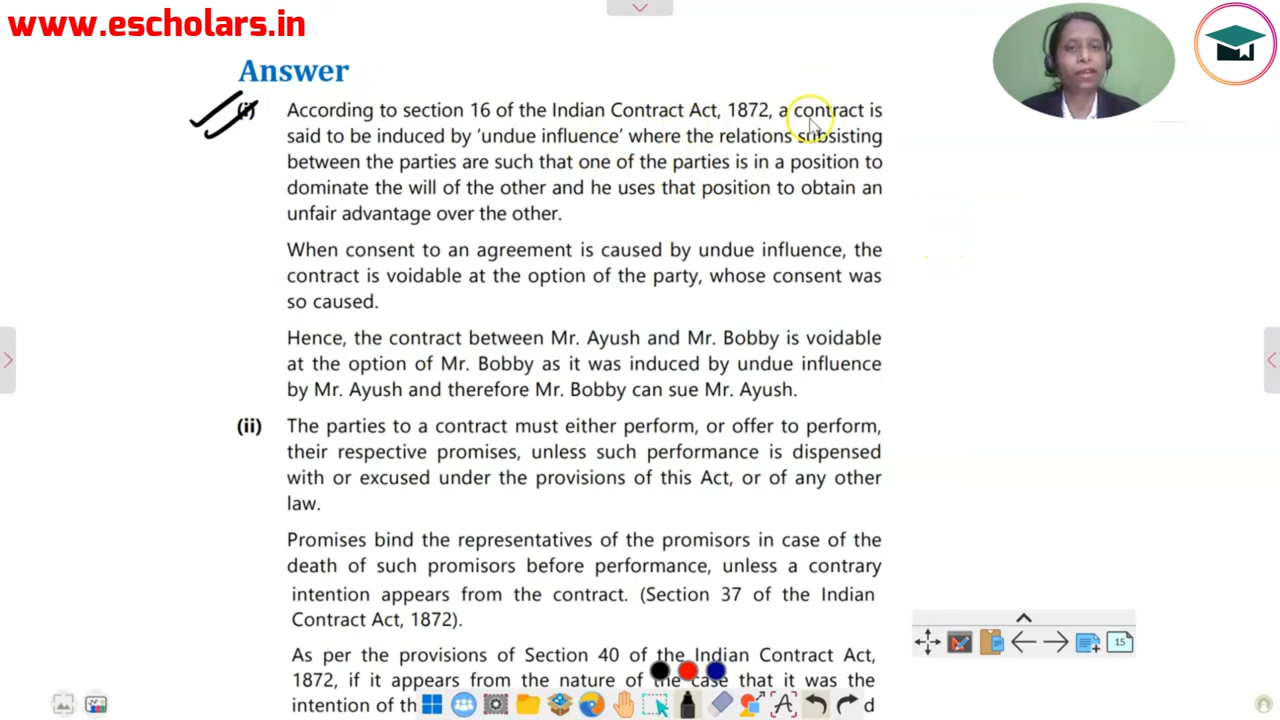 www.escholars.in
Answer
(i) According to section 16 of the Indian Contract Act, 1872, a contract is
said to be induced by ‘undue influence’ where the relations subsisting
between the parties are such that one of the parties is in a position to
dominate the will of the other and he uses that position to obtain an
unfair advantage over the other.
When consent to an agreement is caused by undue influence, the
contract is voidable at the option of the party, whose consent was
so caused.
Hence, the contract between Mr. Ayush and Mr. Bobby is voidable
at the option of Mr. Bobby as it was induced by undue influence
by Mr. Ayush and therefore Mr. Bobby can sue Mr. Ayush.
(ii) The parties to a contract must either perform, or offer to perform,
their respective promises, unless such performance is dispensed
with or excused under the provisions of this Act, or of any other
law.
Promises bind the representatives of the promisors in case of the
death of such promisors before performance, unless a contrary
intention appears from the contract. (Section 37 of the Indian
Contract Act, 1872).
As per the provisions of Section 40 of the Indian Contract Act,
1872, if it appears from the nature of the case that it was the
intention of
15